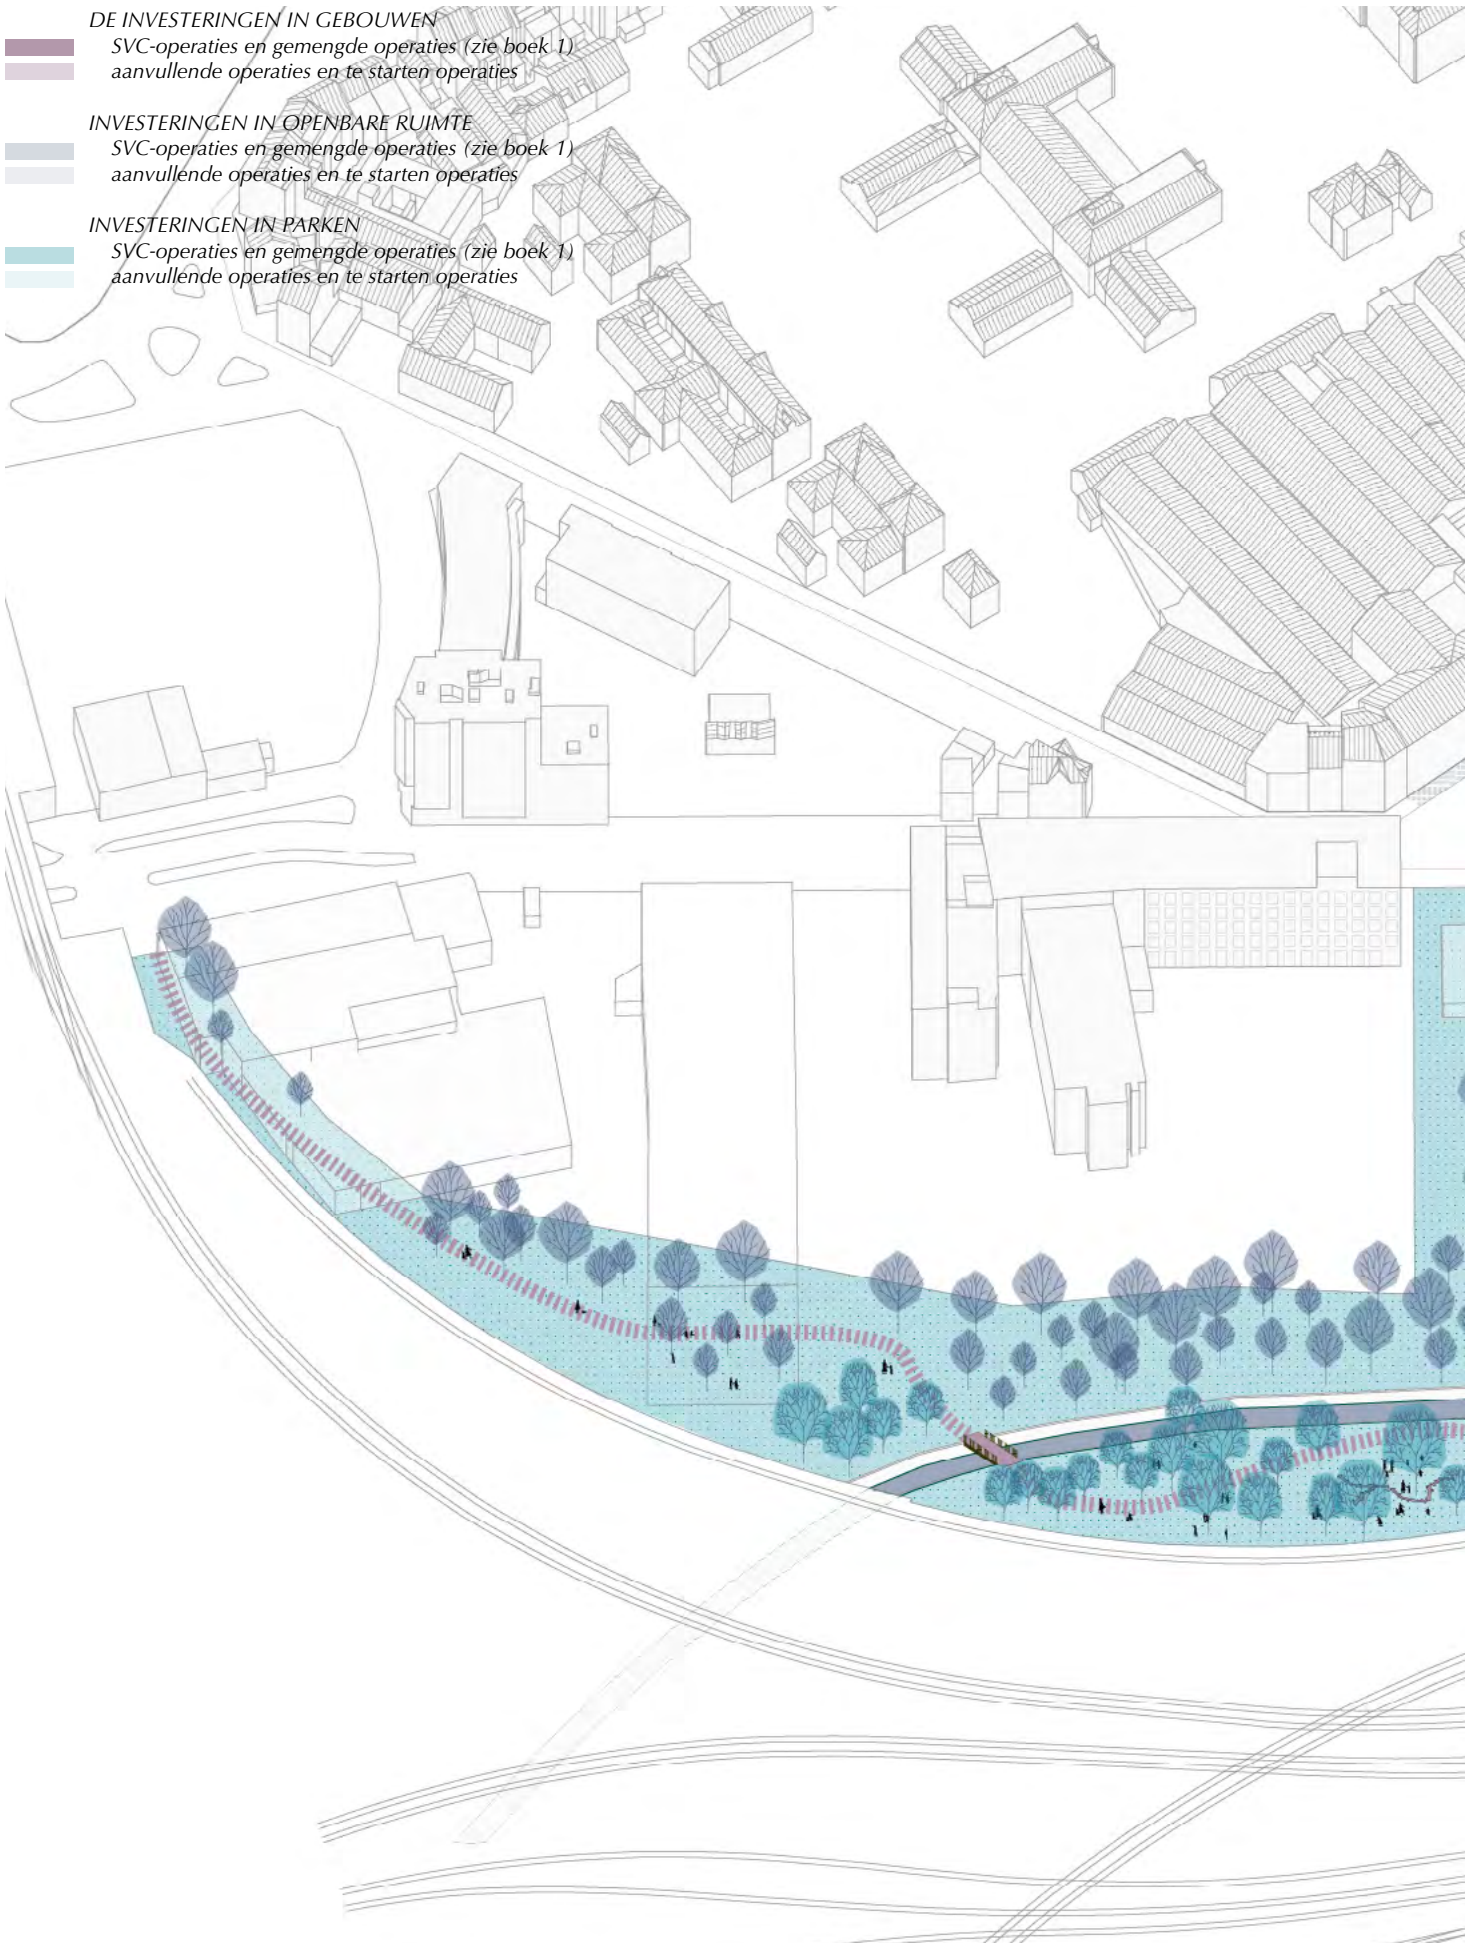 DE INVESTERINGEN IN GEBOUWEN
SVC-operaties en gemengde operaties (zie boek 1)
aanvullende operaties en te starten operaties
INVESTERINGEN IN OPENBARE RUIMTE
SVC-operaties en gemengde operaties (zie boek 1)
aanvullende operaties en te starten operaties
INVESTERINGEN IN PARKEN
SVC-operaties en gemengde operaties (zie boek 1)
aanvullende operaties en te starten operaties